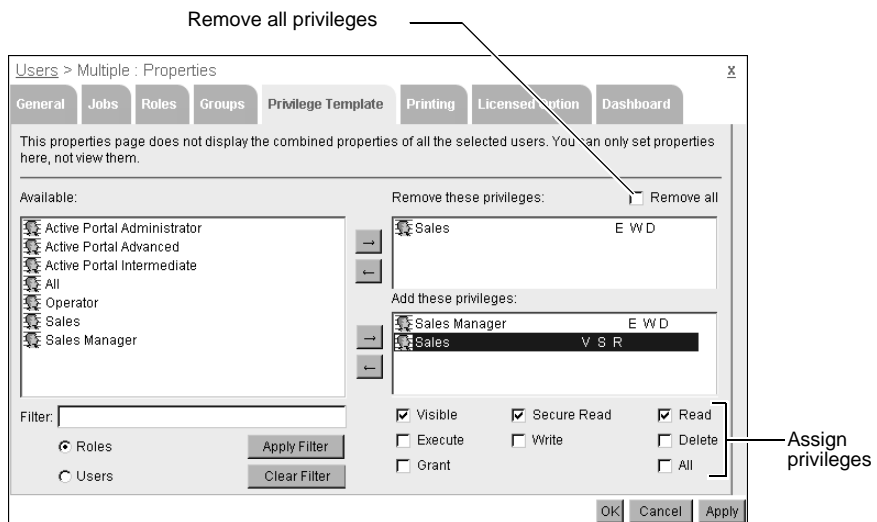 Remove all privileges
Users > Multiple : Properties x
General Jobs Roles Groups Privilege Template Printing Licensed Option Dashboard
This properties page does not display the combined properties of all the selected users. You can only set properties
here, not view them.
Available: Remove these privileges: Remove all
Active Portal Administrator
Active Portal Advanced
Active Portal Intermediate
All
Operator
Sales
Sales Manager
→
←
Sales E W D
Add these privileges:
→
←
Sales Manager E W D
Sales V S R
Filter:
Roles Apply Filter
Users Clear Filter
Visible Secure Read Read
Execute Write Delete
Grant All
Assign
privileges
OK Cancel Apply